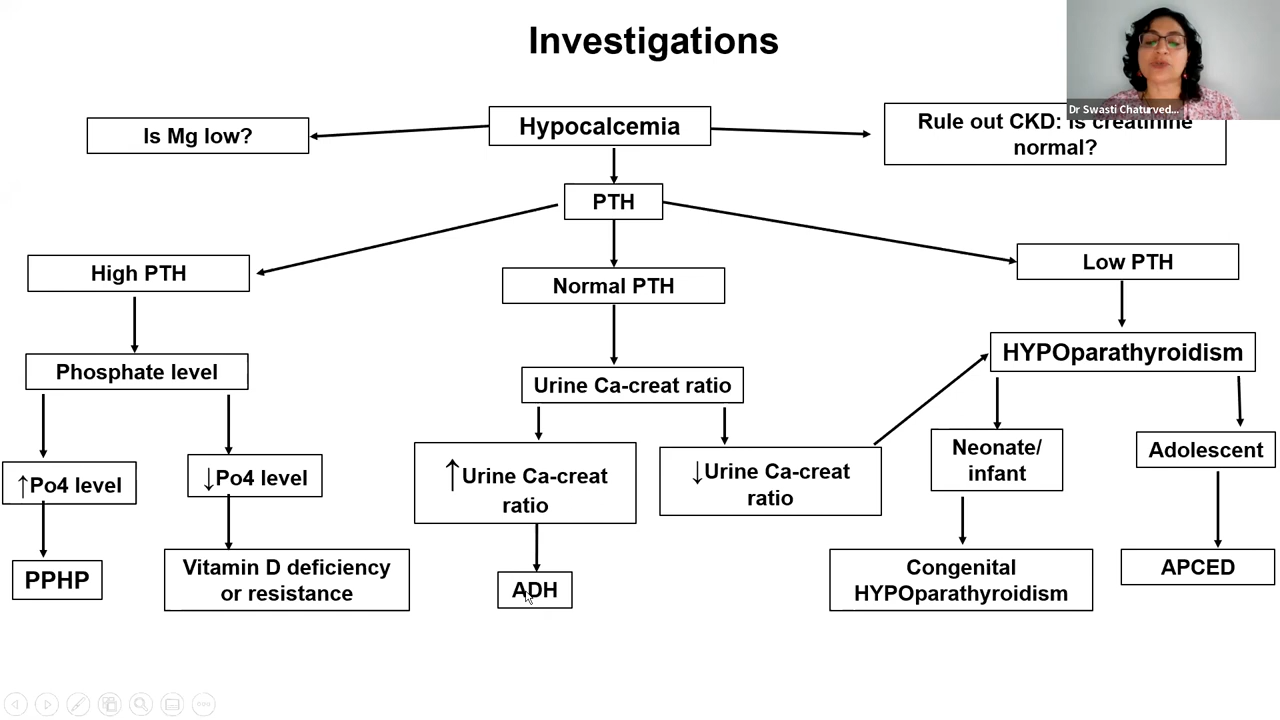 Investigations
Dr Swasti Chaturved...
Is Mg low?
Hypocalcemia
Rule out CKD: Is creatinine
normal?
PTH
High PTH
Normal PTH
Low PTH
Phosphate level
Urine Ca-creat ratio
HYPOparathyroidism
↑Po4 level
↓Po4 level
↑Urine Ca-creat
ratio
↓Urine Ca-creat
ratio
Neonate/
infant
Adolescent
PPHP
Vitamin D deficiency
or resistance
ADH
Congenital
HYPOparathyroidism
APCED